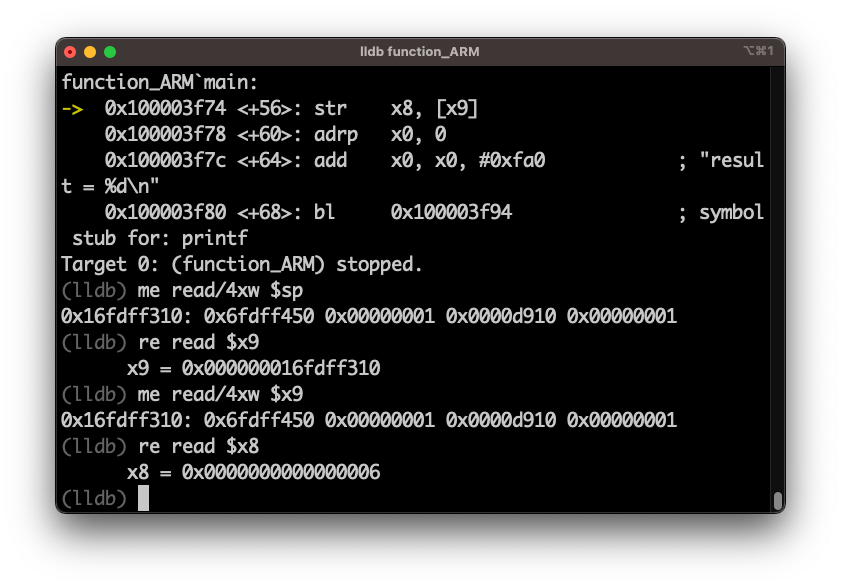 lldb function_ARM
⌥⌘1
function_ARM`main:
->  0x100003f74 <+56>: str    x8, [x9]
    0x100003f78 <+60>: adrp   x0, 0
    0x100003f7c <+64>: add    x0, x0, #0xfa0            ; "resul
t = %d\n"
    0x100003f80 <+68>: bl     0x100003f94               ; symbol
 stub for: printf
Target 0: (function_ARM) stopped.
(lldb) me read/4xw $sp
0x16fdff310: 0x6fdff450 0x00000001 0x0000d910 0x00000001
(lldb) re read $x9
      x9 = 0x000000016fdff310
(lldb) me read/4xw $x9
0x16fdff310: 0x6fdff450 0x00000001 0x0000d910 0x00000001
(lldb) re read $x8
      x8 = 0x0000000000000006
(lldb)